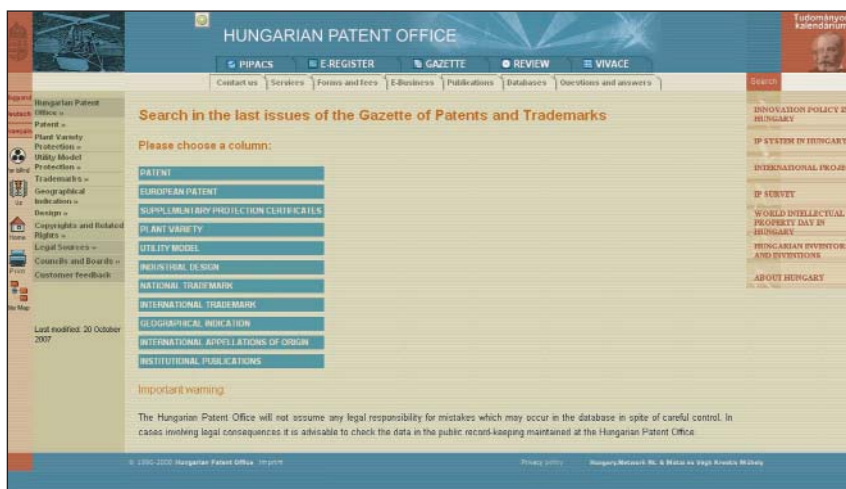 HUNGARIAN PATENT OFFICE
Tudományos
kalendárium
PIPACS
E-REGISTER
GAZETTE
REVIEW
VIVACE
Contact us
Services
Forms and fees
E-Business
Publications
Databases
Questions and answers
Search
Hungarian Patent
Office »
Patent »
Plant Variety
Protection »
Utility Model
Protection »
Trademarks »
Geographical
Indication »
Design »
Copyrights and Related
Rights »
Legal Sources »
Councils and Boards »
Customer feedback
Home
Print
Last modified: 20 October
2007
Search in the last issues of the Gazette of Patents and Trademarks
Please choose a column:
PATENT
EUROPEAN PATENT
SUPPLEMENTARY PROTECTION CERTIFICATES
PLANT VARIETY
UTILITY MODEL
INDUSTRIAL DESIGN
NATIONAL TRADEMARK
INTERNATIONAL TRADEMARK
GEOGRAPHICAL INDICATION
INTERNATIONAL APPELLATIONS OF ORIGIN
INSTITUTIONAL PUBLICATIONS
Important warning:
The Hungarian Patent Office will not assume any legal responsibility for mistakes which may occur in the database in spite of careful control. In
cases involving legal consequences it is advisable to check the data in the public record-keeping maintained at the Hungarian Patent Office.
INNOVATION POLICY IN
HUNGARY
IP SYSTEM IN HUNGARY
INTERNATIONAL
IP SURVEY
WORLD INTELLECTUAL
PROPERTY DAY IN
HUNGARY
HUNGARIAN INVENTOR
AND INVENTIONS
ABOUT HUNGARY
Hungarian Patent Office Imprint
Privacy policy